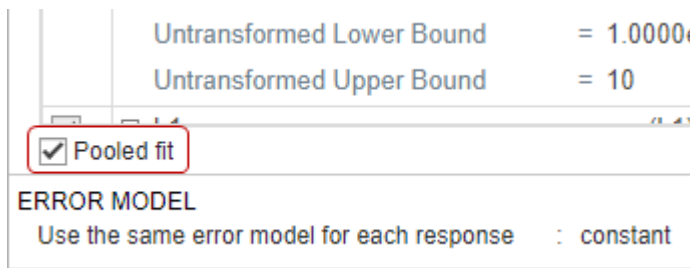 Untransformed Lower Bound = 1.0000
Untransformed Upper Bound = 10
Pooled fit
ERROR MODEL
Use the same error model for each response : constant